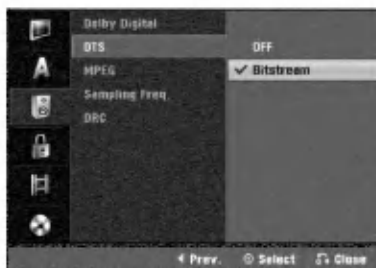 Dolby Digital
DTS
OFF
MPEG
✓ Bitstream
Sampling Freq.
DRC
A
◄ Prev. ⊙ Select Close